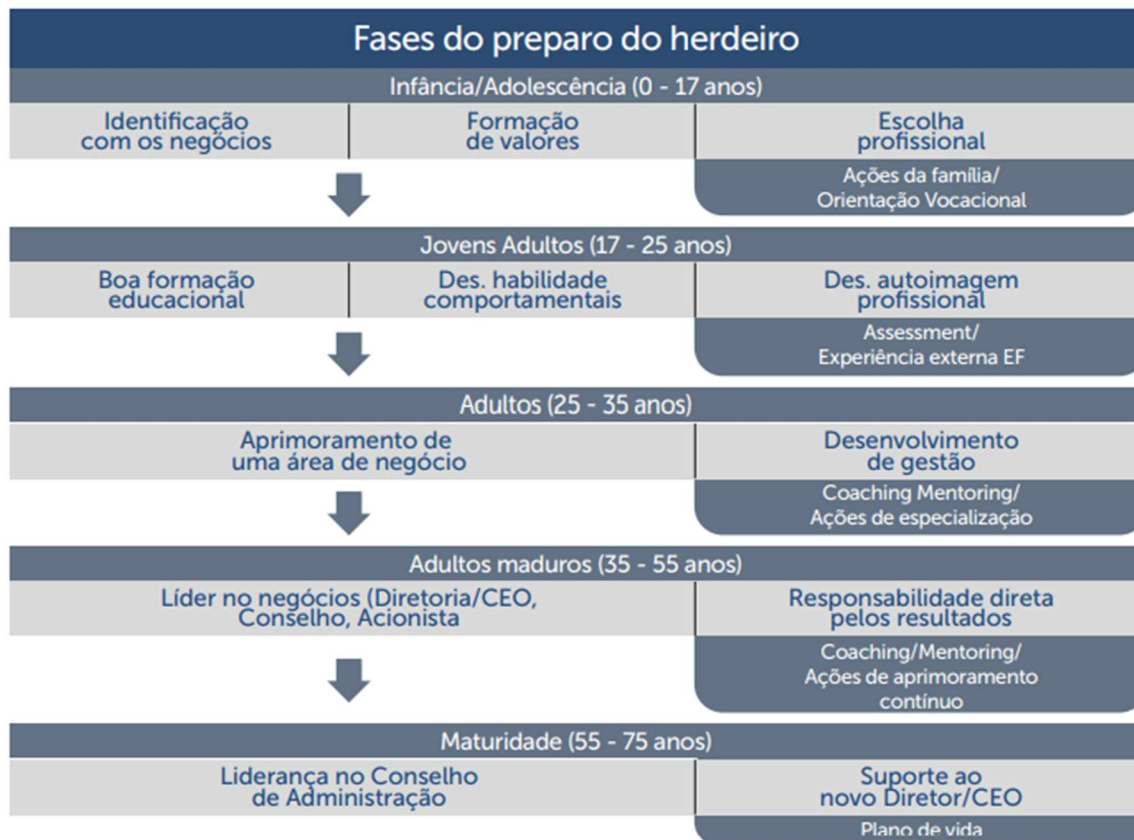 Fases do preparo do herdeiro
Infância/Adolescência (0 - 17 anos)
Identificação
com os negócios
Formação
de valores
Escolha
profissional
Ações da família/
Orientação Vocacional
Jovens Adultos (17 - 25 anos)
Boa formação
educacional
Des. habilidade
comportamentais
Des. autoimagem
profissional
Assessment/
Experiência externa EF
Adultos (25 - 35 anos)
Aprimoramento de
uma área de negócio
Desenvolvimento
de gestão
Coaching Mentoring/
Ações de especialização
Adultos maduros (35 - 55 anos)
Líder no negócios (Diretoria/CEO,
Conselho, Acionista
Responsabilidade direta
pelos resultados
Coaching/Mentoring/
Ações de aprimoramento
contínuo
Maturidade (55 - 75 anos)
Liderança no Conselho
de Administração
Suporte ao
novo Diretor/CEO
Plano de vida